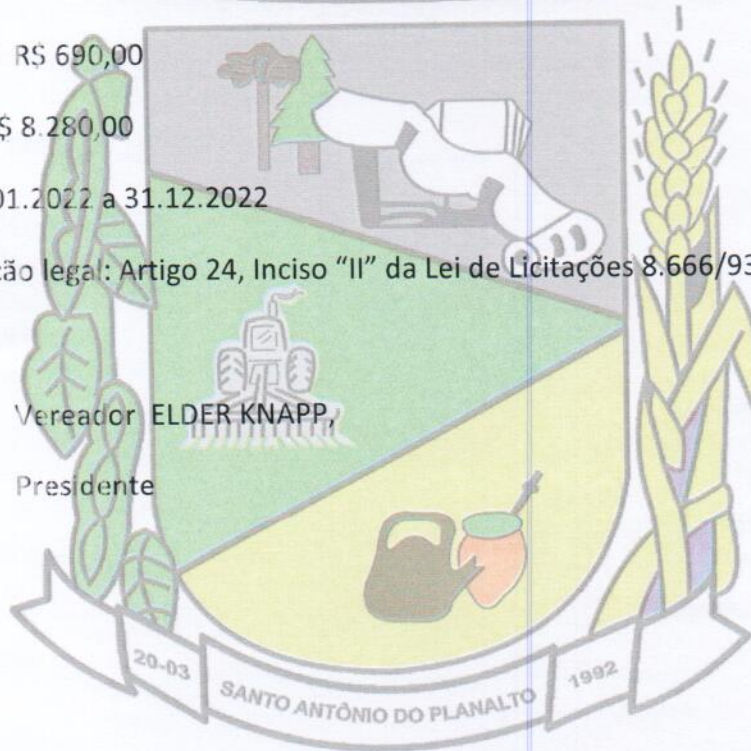 R$ 690,00
$ 8.280,00
01.2022 a 31.12.2022
ção legal: Artigo 24, Inciso “II” da Lei de Licitações 8.666/93
Vereador ELDER KNAPP,
Presidente
20-03 SANTO ANTÔNIO DO PLANALTO 1992